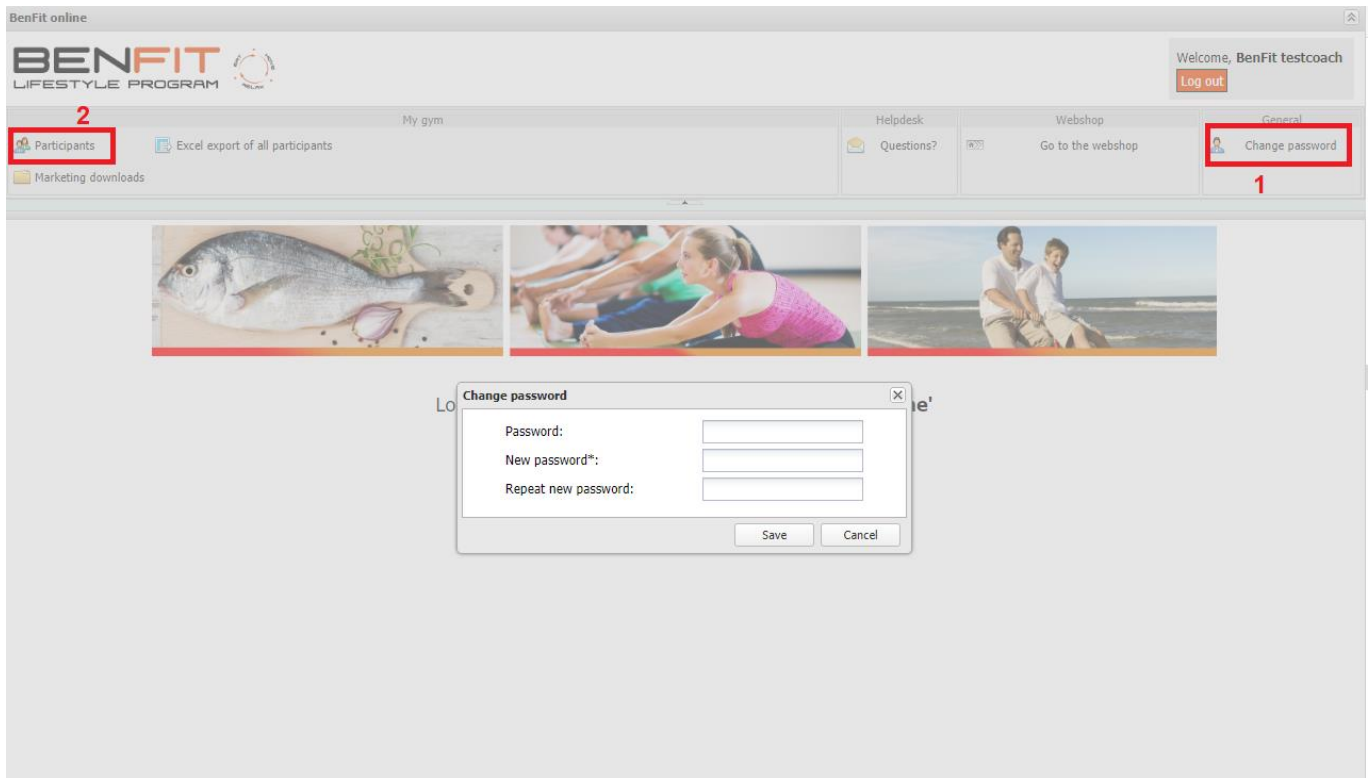 BenFit online
BENFIT
LIFESTYLE PROGRAM
Welcome, BenFit testcoach
Log out
2
My gym
Helpdesk
Webshop
General
Participants
Excel export of all participants
Questions?
Go to the webshop
Change password
Marketing downloads
1
Lo
ne'
Change password
Password:
New password*:
Repeat new password:
Save
Cancel